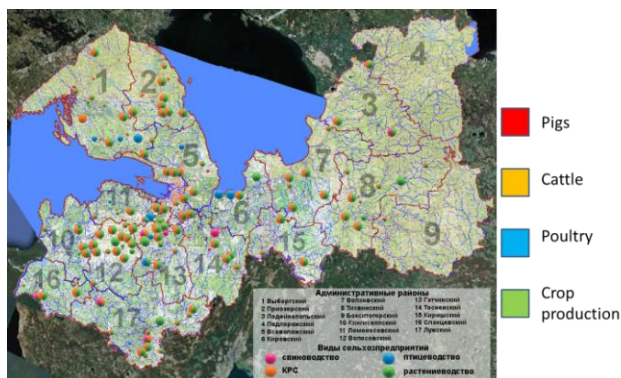 1
2
3
4
5
6
7
8
9
10
11
12
13
14
15
16
17
Pigs
Cattle
Poultry
Crop
production
Административные районы
1 Выборгский 7 Волховский 13 Гатчинский
2 Приозерский 8 Тихвинский 14 Тосненский
3 Лодейнопольский 9 Бокситогорский 15 Киришский
4 Подпорожский 10 Кингисеппский 16 Сланцевский
5 Всеволожский 11 Ломоносовский 17 Лужский
6 Кировский 12 Волосовский
Виды сельхозпредприятий
свиноводство птицеводство
КРС растениеводство